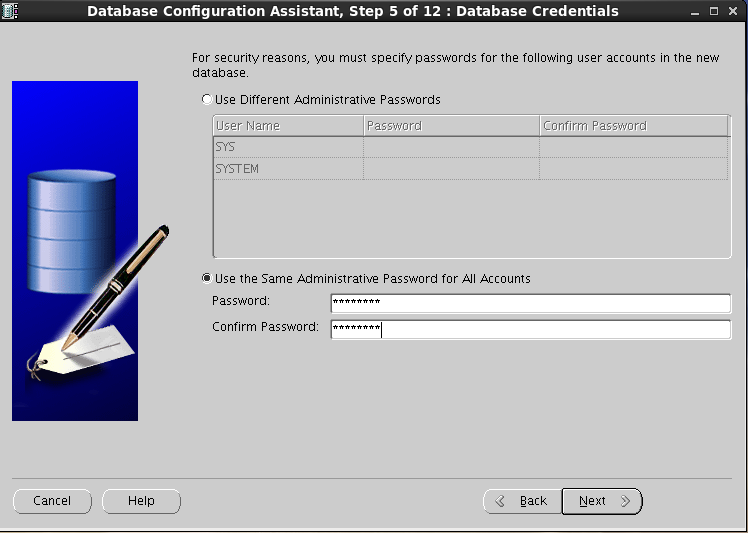 Database Configuration Assistant, Step 5 of 12 : Database Credentials
For security reasons, you must specify passwords for the following user accounts in the new
database.
Use Different Administrative Passwords
User Name Password Confirm Password
SYS
SYSTEM
Use the Same Administrative Password for All Accounts
Password: ********
Confirm Password: ********
Cancel Help Back Next